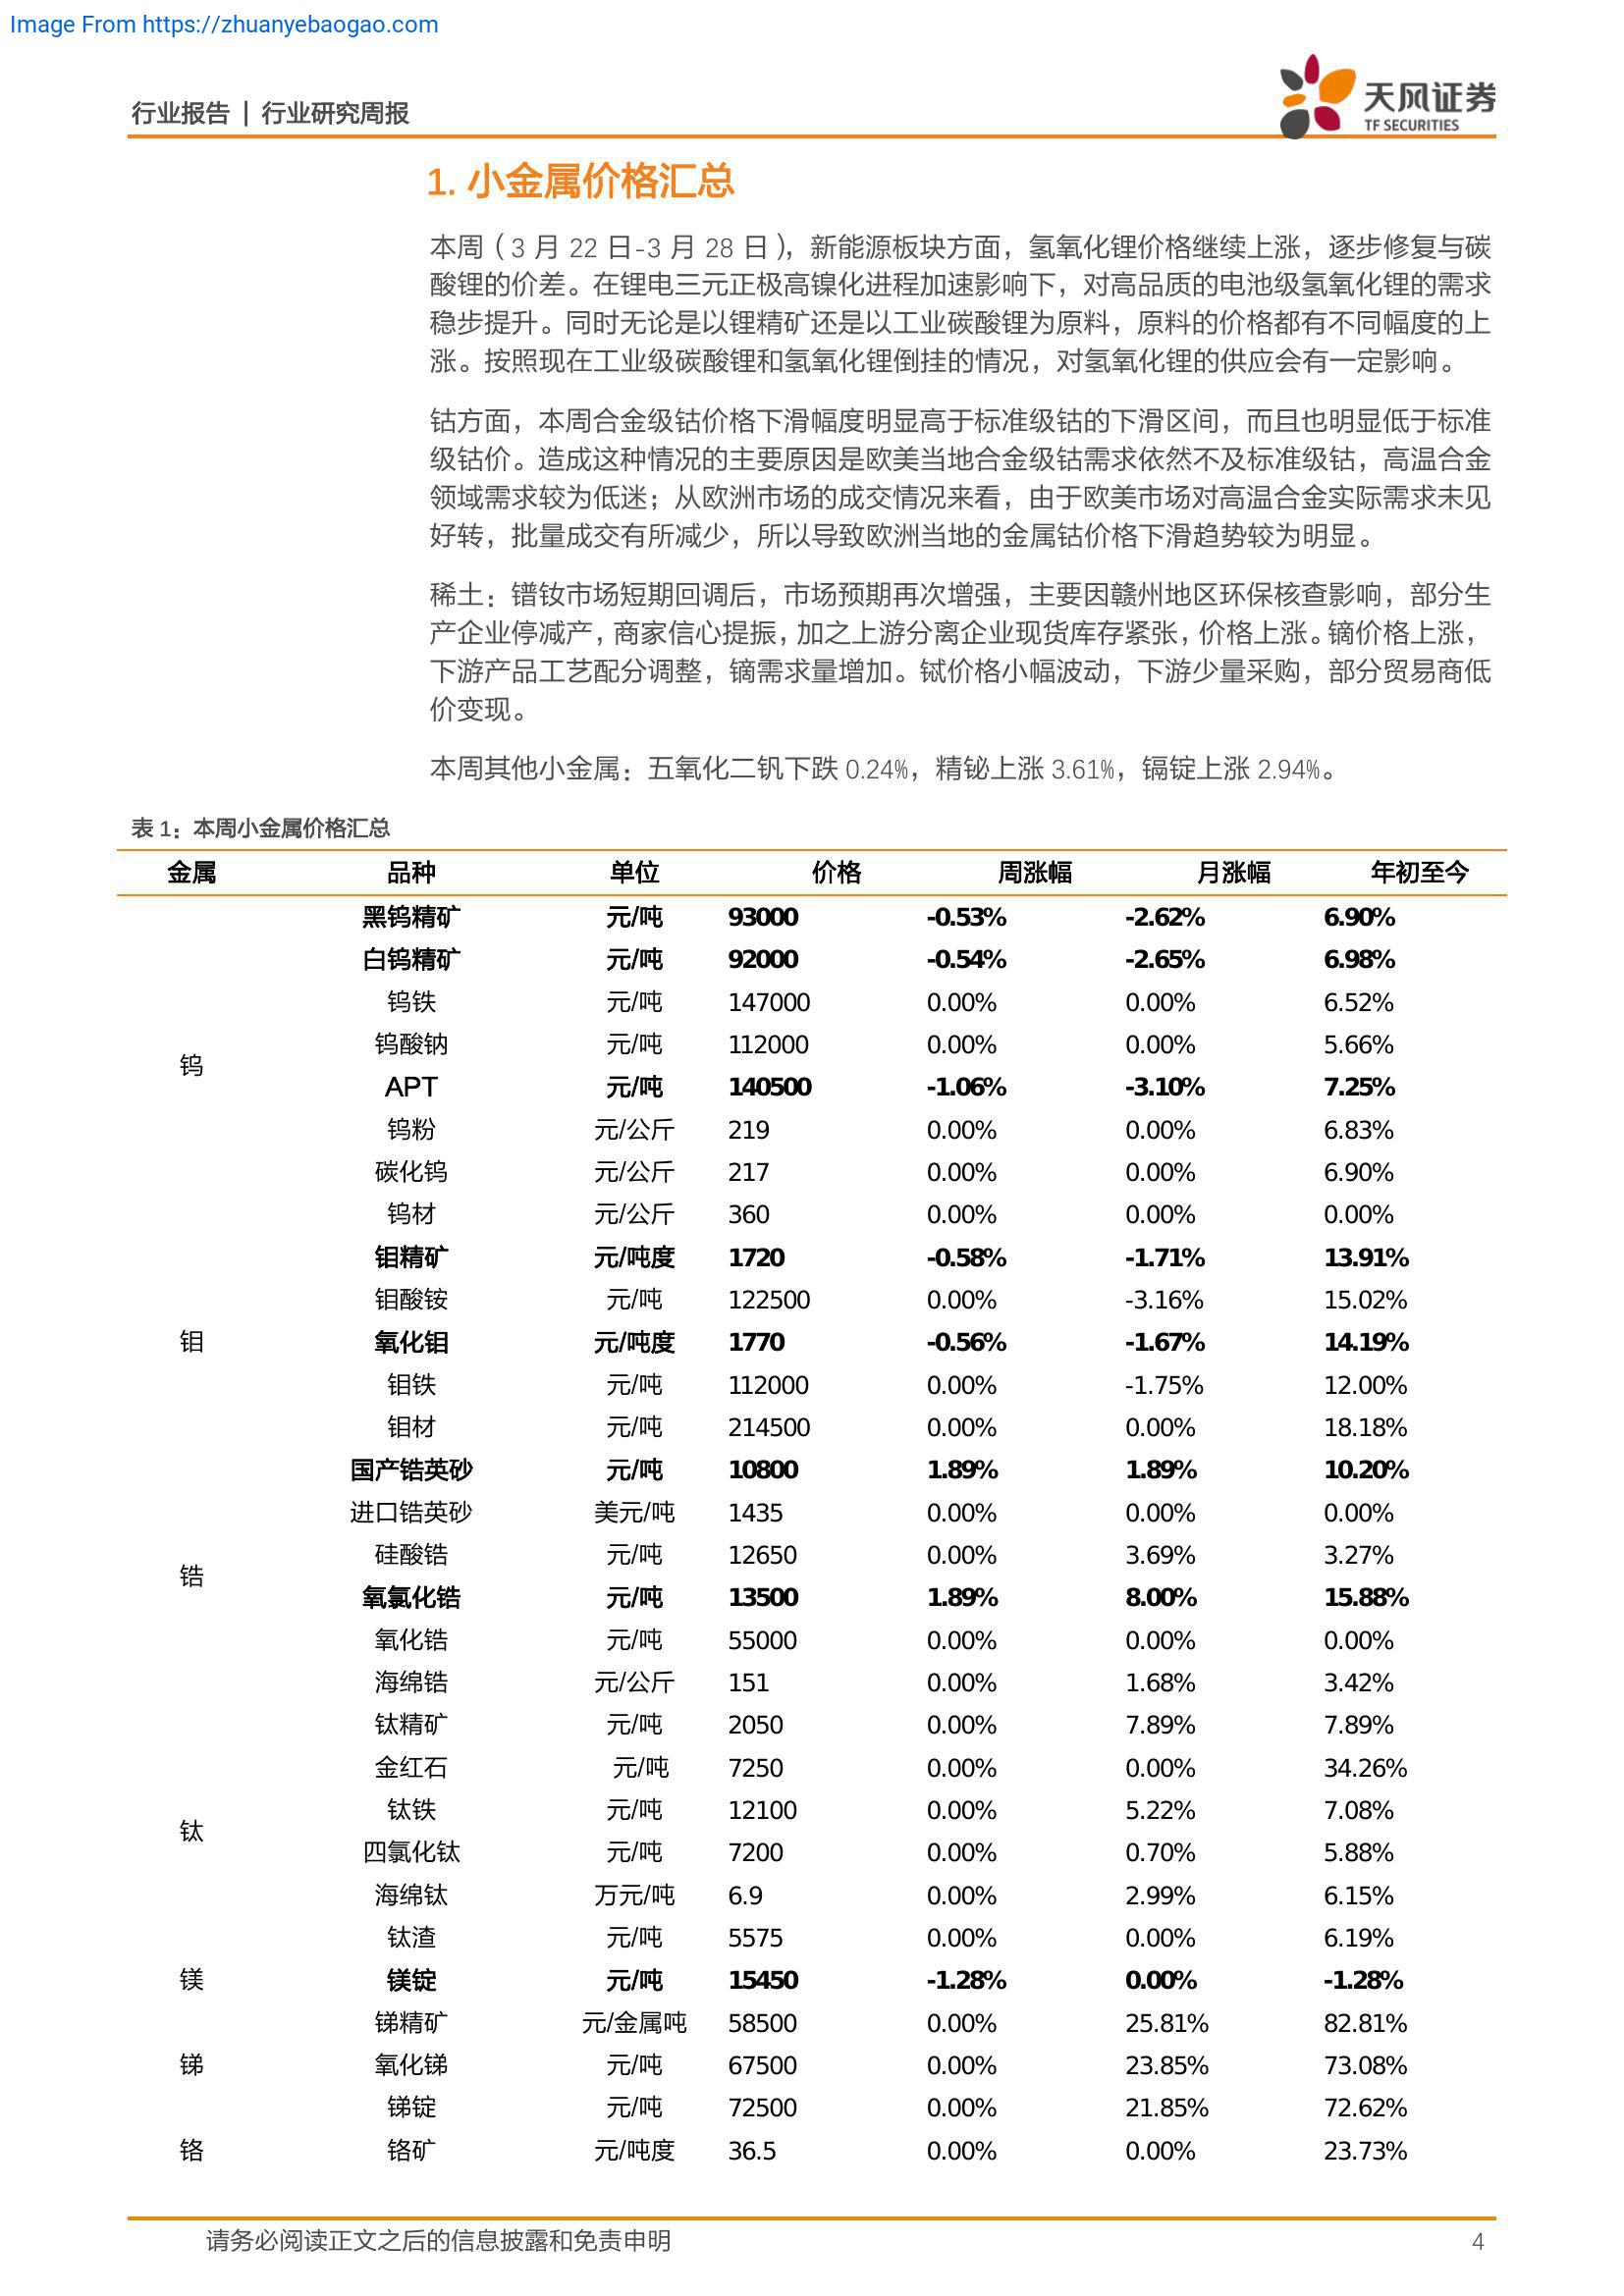 Image From https://zhuanyebaogao.com
行业报告 | 行业研究周报
天风证券
TF SECURITIES
1. 小金属价格汇总
本周（3 月 22 日-3 月 28 日），新能源板块方面，氢氧化锂价格继续上涨，逐步修复与碳
酸锂的价差。在锂电三元正极高镍化进程加速影响下，对高品质的电池级氢氧化锂的需求
稳步提升。同时无论是以锂精矿还是以工业碳酸锂为原料，原料的价格都有不同幅度的上
涨。按照现在工业级碳酸锂和氢氧化锂倒挂的情况，对氢氧化锂的供应会有一定影响。
钴方面，本周合金级钴价格下滑幅度明显高于标准级钴的下滑区间，而且也明显低于标准
级钴价。造成这种情况的主要原因是欧美当地合金级钴需求依然不及标准级钴，高温合金
领域需求较为低迷；从欧洲市场的成交情况来看，由于欧美市场对高温合金实际需求未见
好转，批量成交有所减少，所以导致欧洲当地的金属钴价格下滑趋势较为明显。
稀土：镨钕市场短期回调后，市场预期再次增强，主要因赣州地区环保核查影响，部分生
产企业停减产，商家信心提振，加之上游分离企业现货库存紧张，价格上涨。镝价格上涨，
下游产品工艺配分调整，镝需求量增加。铽价格小幅波动，下游少量采购，部分贸易商低
价变现。
本周其他小金属：五氧化二钒下跌 0.24%，精铋上涨 3.61%，镉锭上涨 2.94%。
表 1：本周小金属价格汇总
金属 品种 单位 价格 周涨幅 月涨幅 年初至今
黑钨精矿 元/吨 93000 -0.53% -2.62% 6.90%
白钨精矿 元/吨 92000 -0.54% -2.65% 6.98%
钨铁 元/吨 147000 0.00% 0.00% 6.52%
钨酸钠 元/吨 112000 0.00% 0.00% 5.66%
钨
APT 元/吨 140500 -1.06% -3.10% 7.25%
钨粉 元/公斤 219 0.00% 0.00% 6.83%
碳化钨 元/公斤 217 0.00% 0.00% 6.90%
钨材 元/公斤 360 0.00% 0.00% 0.00%
钼精矿 元/吨度 1720 -0.58% -1.71% 13.91%
钼酸铵 元/吨 122500 0.00% -3.16% 15.02%
钼 氧化钼 元/吨度 1770 -0.56% -1.67% 14.19%
钼铁 元/吨 112000 0.00% -1.75% 12.00%
钼材 元/吨 214500 0.00% 0.00% 18.18%
国产锆英砂 元/吨 10800 1.89% 1.89% 10.20%
进口锆英砂 美元/吨 1435 0.00% 0.00% 0.00%
硅酸锆 元/吨 12650 0.00% 3.69% 3.27%
锆
氧氯化锆 元/吨 13500 1.89% 8.00% 15.88%
氧化锆 元/吨 55000 0.00% 0.00% 0.00%
海绵锆 元/公斤 151 0.00% 1.68% 3.42%
钛精矿 元/吨 2050 0.00% 7.89% 7.89%
金红石 元/吨 7250 0.00% 0.00% 34.26%
钛铁 元/吨 12100 0.00% 5.22% 7.08%
钛
四氯化钛 元/吨 7200 0.00% 0.70% 5.88%
海绵钛 万元/吨 6.9 0.00% 2.99% 6.15%
钛渣 元/吨 5575 0.00% 0.00% 6.19%
镁 镁锭 元/吨 15450 -1.28% 0.00% -1.28%
锑精矿 元/金属吨 58500 0.00% 25.81% 82.81%
锑 氧化锑 元/吨 67500 0.00% 23.85% 73.08%
锑锭 元/吨 72500 0.00% 21.85% 72.62%
铬 铬矿 元/吨度 36.5 0.00% 0.00% 23.73%
请务必阅读正文之后的信息披露和免责申明 4